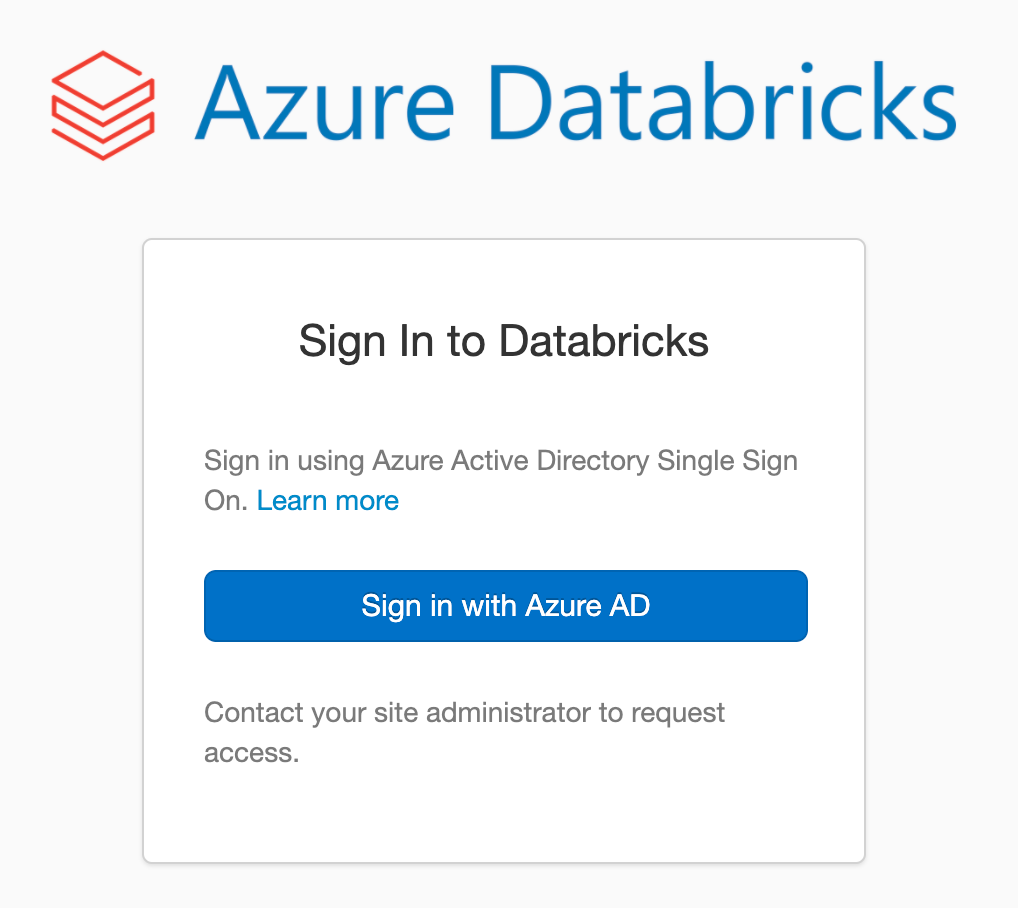 Azure Databricks
Sign In to Databricks
Sign in using Azure Active Directory Single Sign
On. Learn more
Sign in with Azure AD
Contact your site administrator to request
access.